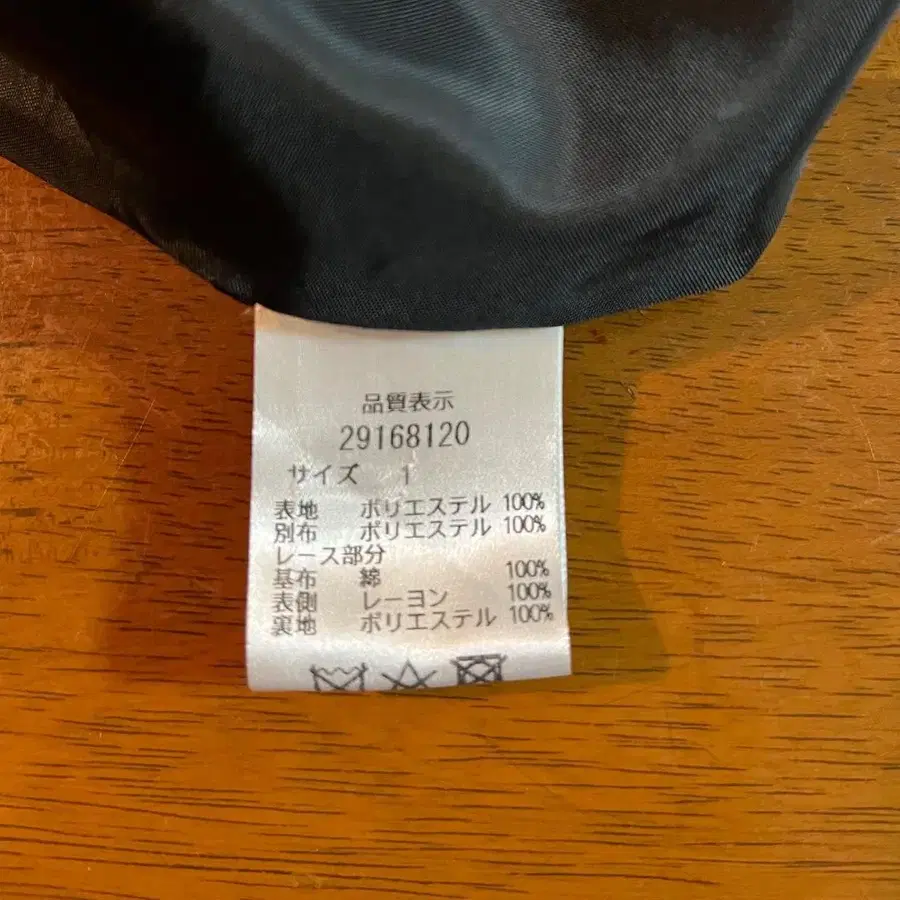 品質表示
29168120
サイズ 1
表地 ポリエステル 100%
別布 ポリエステル 100%
レース部分
基布 綿 100%
表側 レーヨン 100%
裏地 ポリエステル 100%